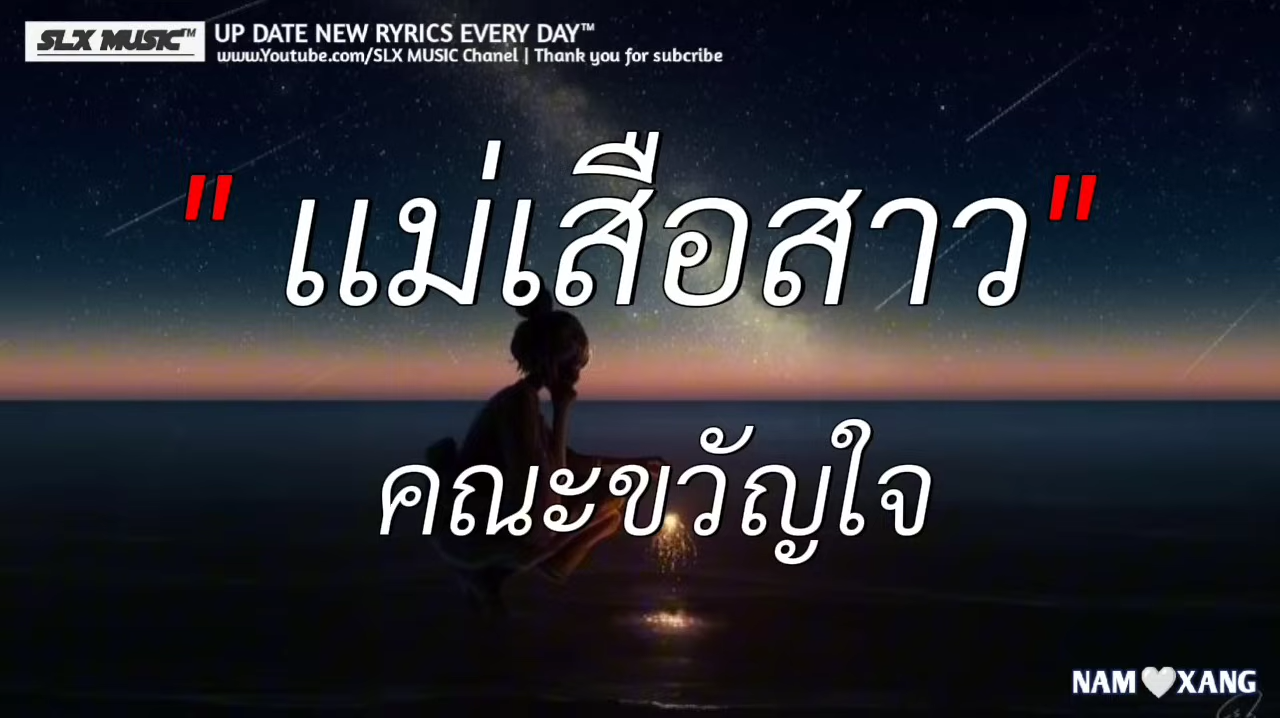 SLX MUSIC™ UP DATE NEW RYRICS EVERY DAY™
www.Youtube.com/SLX MUSIC Chanel | Thank you for subcribe
" แม่เสือสาว"
คณะขวัญใจ
NAM🤍XANG